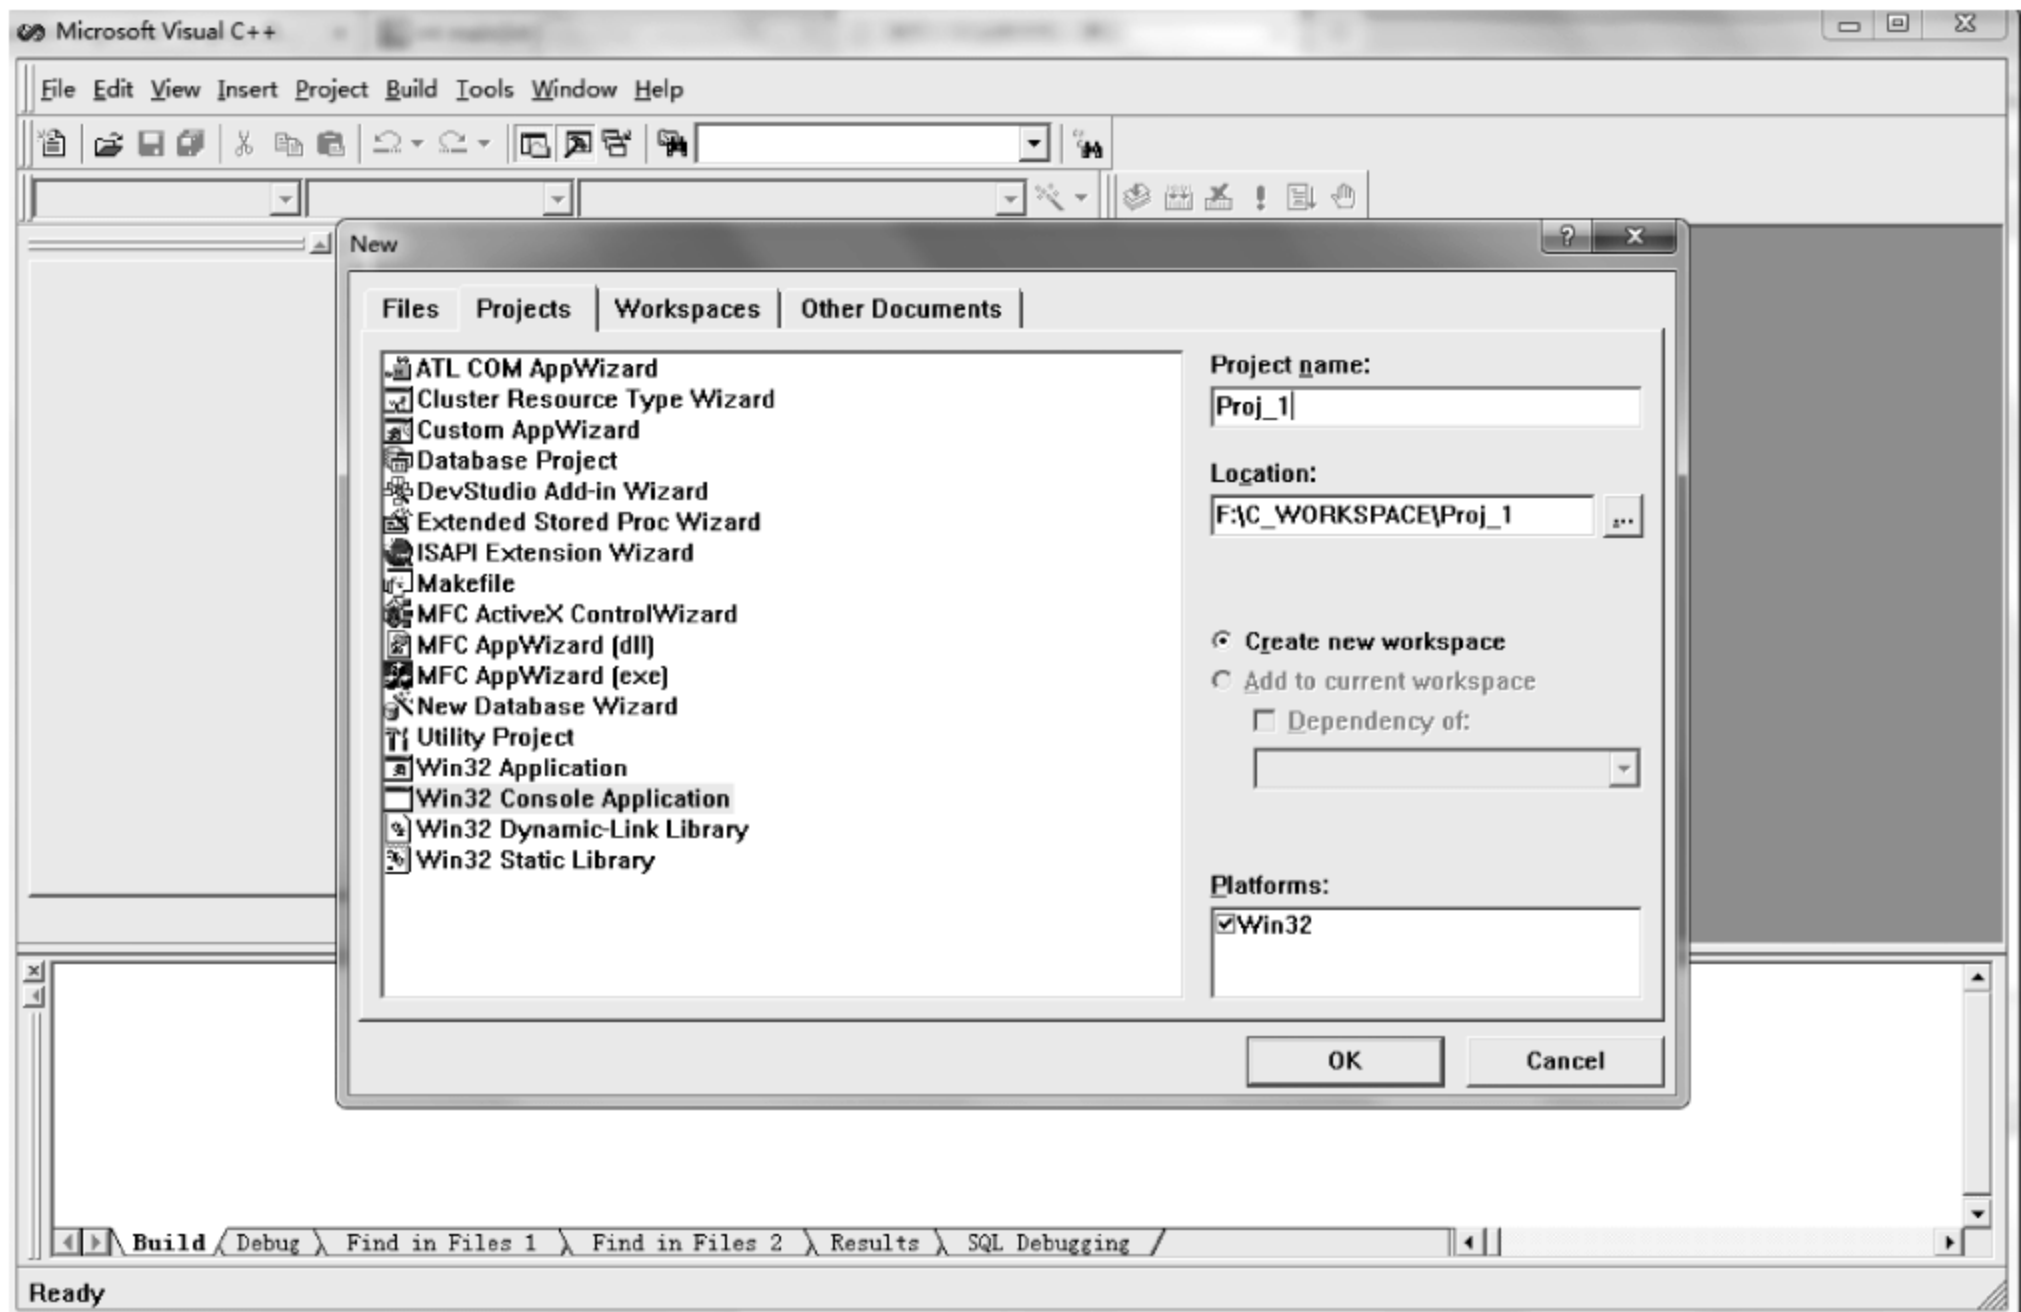 Microsoft Visual C++
File Edit View Insert Project Build Tools Window Help
New
Files Projects Workspaces Other Documents
ATL COM AppWizard
Cluster Resource Type Wizard
Custom AppWizard
Database Project
DevStudio Add-in Wizard
Extended Stored Proc Wizard
ISAPI Extension Wizard
Makefile
MFC ActiveX ControlWizard
MFC AppWizard (dll)
MFC AppWizard (exe)
New Database Wizard
Utility Project
Win32 Application
Win32 Console Application
Win32 Dynamic-Link Library
Win32 Static Library
Project name:
Proj_1
Location:
F:\C_WORKSPACE\Proj_1
...
Create new workspace
Add to current workspace
Dependency of:
Platforms:
Win32
OK Cancel
Build Debug Find in Files 1 Find in Files 2 Results SQL Debugging
Ready